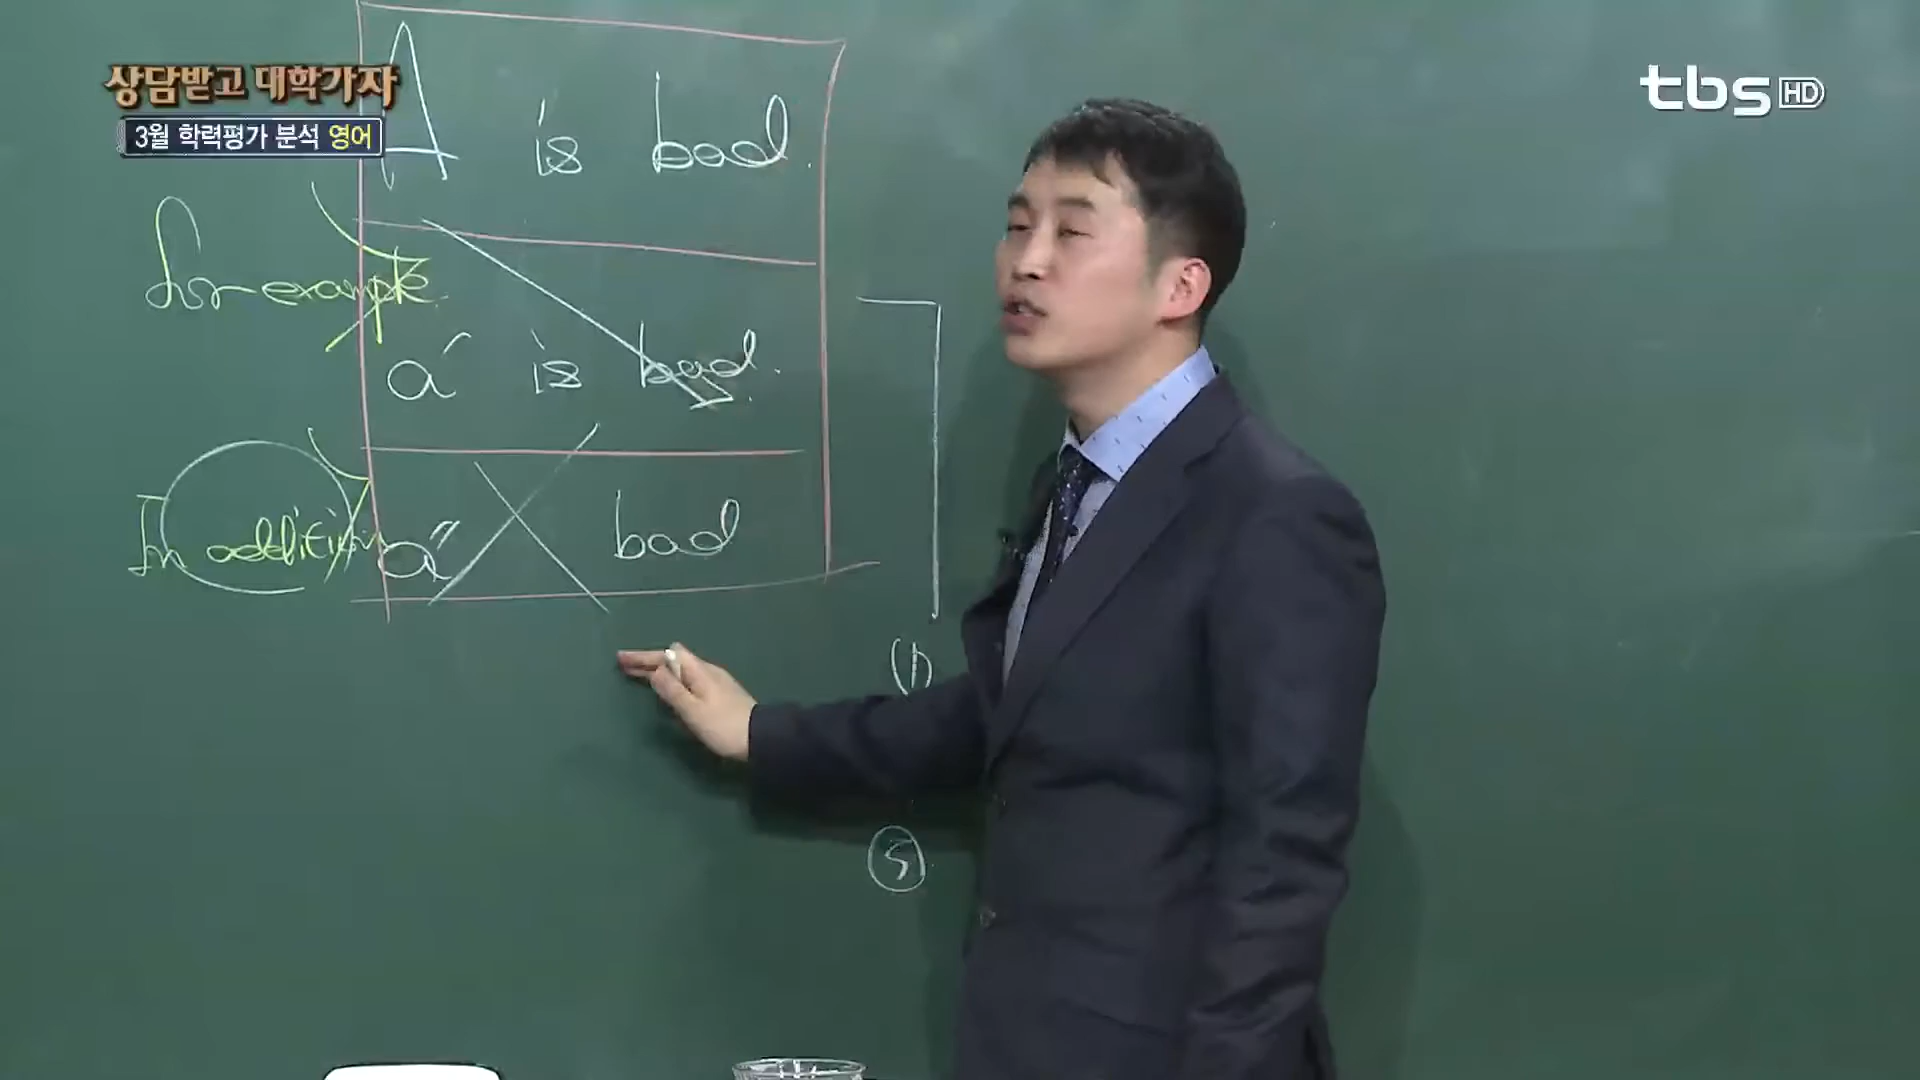 상담받고 대학가자
3월 학력평가 분석 영어
tbs HD
A is bad.
for example
a′ is bad.
In addition
a″ bad
(1)
5